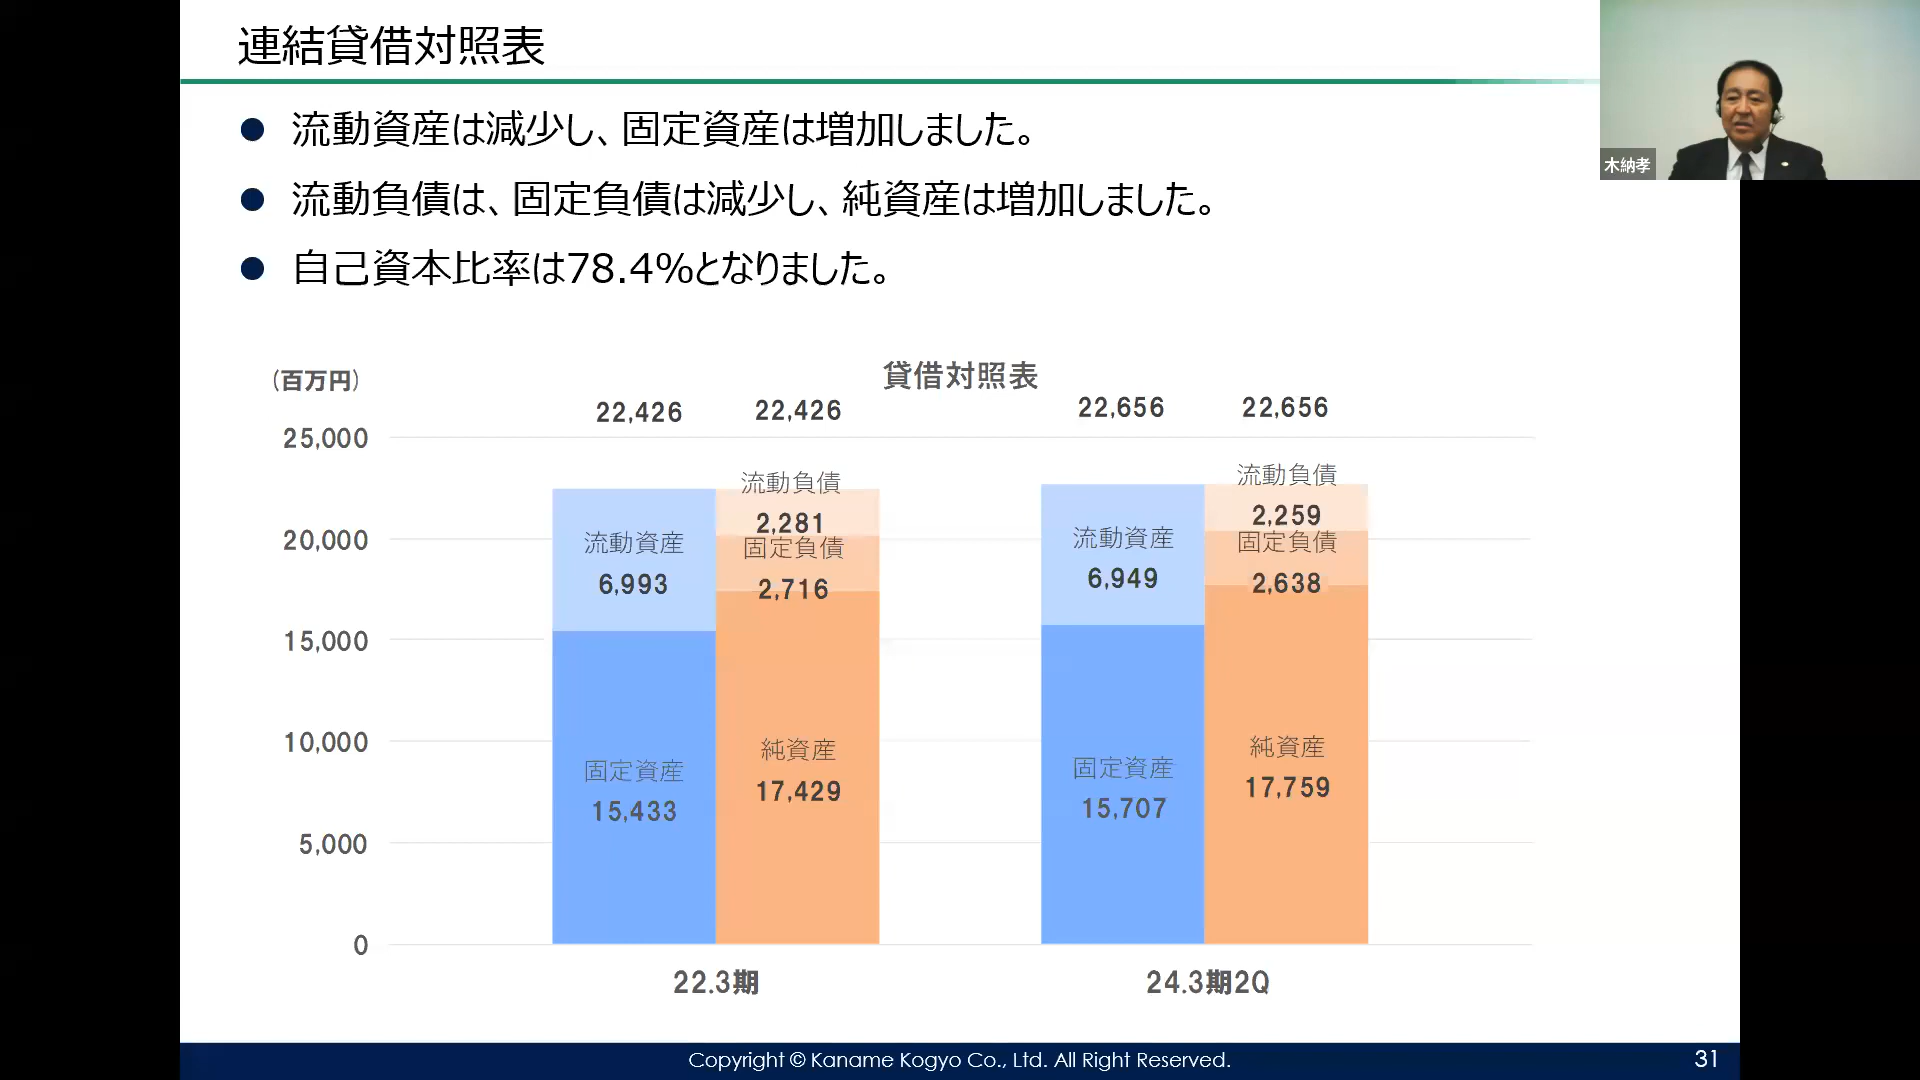 連結貸借対照表
木納孝
● 流動資産は減少し、固定資産は増加しました。
● 流動負債は、固定負債は減少し、純資産は増加しました。
● 自己資本比率は78.4%となりました。
貸借対照表
(百万円)
22,426 22,426 22,656 22,656
25,000
20,000
15,000
10,000
5,000
0
流動資産
6,993
固定資産
15,433
流動負債
2,281
固定負債
2,716
純資産
17,429
22.3期
流動資産
6,949
固定資産
15,707
流動負債
2,259
固定負債
2,638
純資産
17,759
24.3期2Q
Copyright © Kaname Kogyo Co., Ltd. All Right Reserved.
31